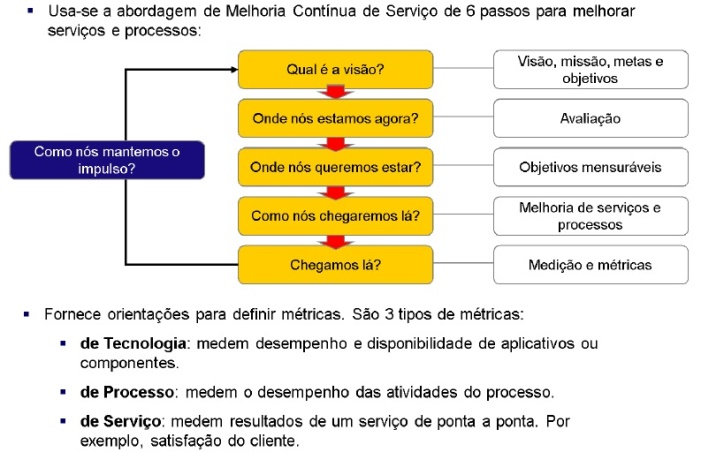 ▪ Usa-se a abordagem de Melhoria Contínua de Serviço de 6 passos para melhorar
serviços e processos:
Qual é a visão?
Visão, missão, metas e
objetivos
Onde nós estamos agora?
Avaliação
Como nós mantemos o
impulso?
Onde nós queremos estar?
Objetivos mensuráveis
Como nós chegaremos lá?
Melhoria de serviços e
processos
Chegamos lá?
Medição e métricas
▪ Fornece orientações para definir métricas. São 3 tipos de métricas:
▪ de Tecnologia: medem desempenho e disponibilidade de aplicativos ou
componentes.
▪ de Processo: medem o desempenho das atividades do processo.
▪ de Serviço: medem resultados de um serviço de ponta a ponta. Por
exemplo, satisfação do cliente.